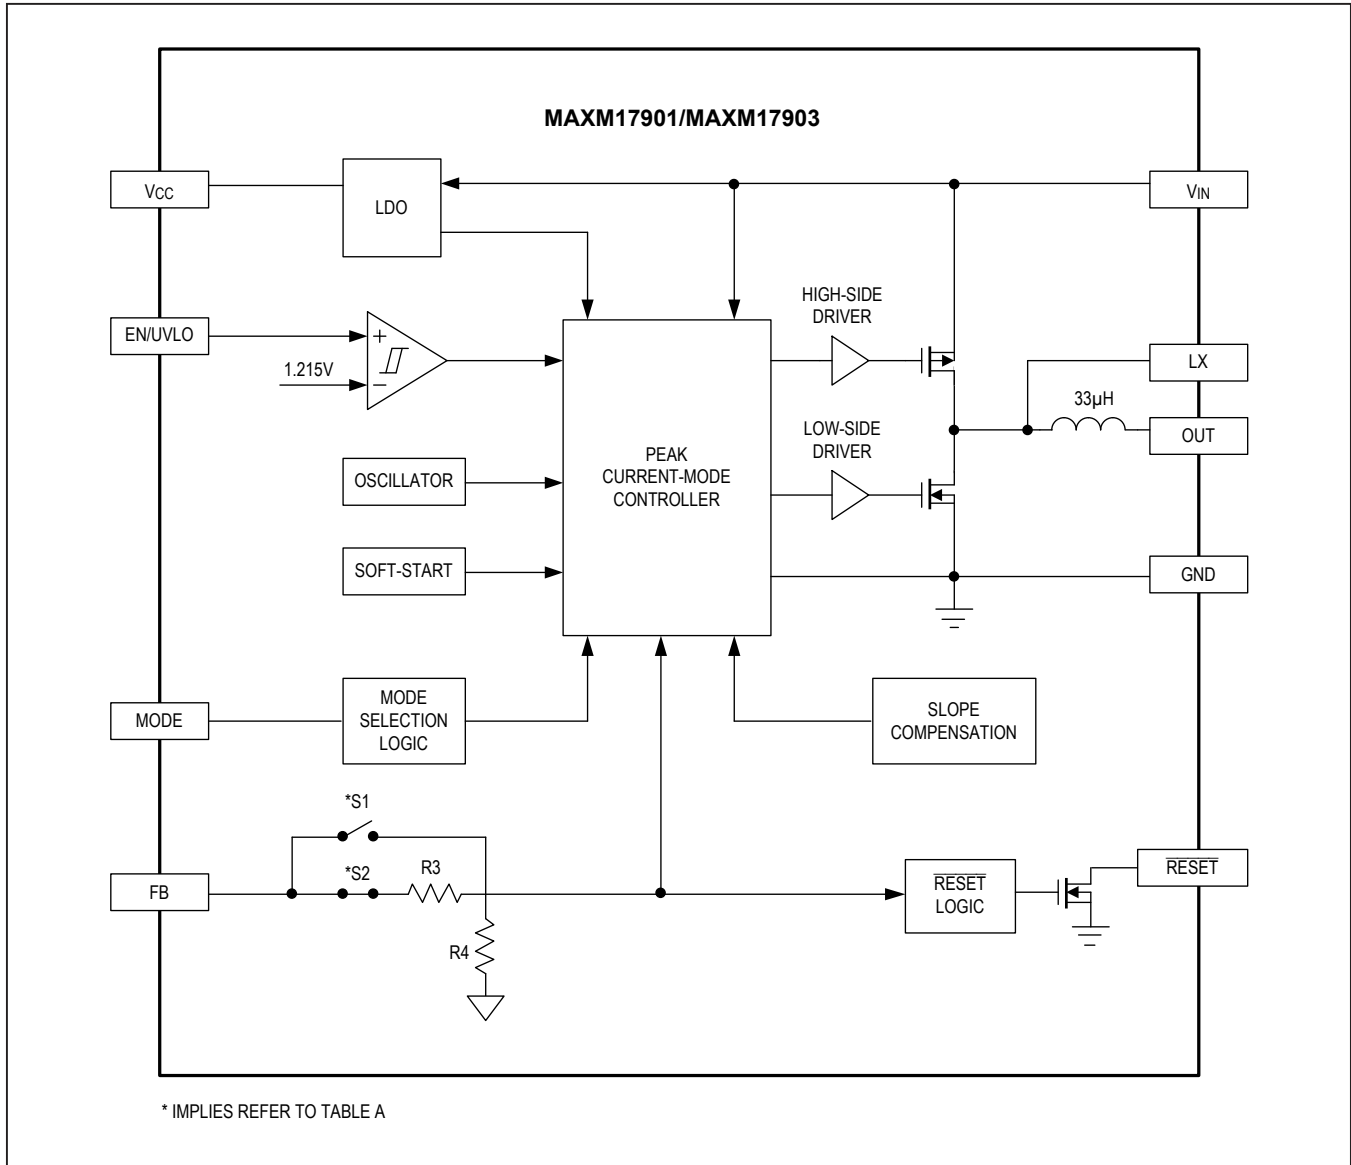 MAXM17901/MAXM17903
VCC
LDO
VIN
EN/UVLO
+
1.215V
−
HIGH-SIDE
DRIVER
LX
33µH
OUT
LOW-SIDE
DRIVER
PEAK
CURRENT-MODE
CONTROLLER
OSCILLATOR
SOFT-START
GND
MODE
MODE
SELECTION
LOGIC
SLOPE
COMPENSATION
*S1
*S2
R3
FB
R4
RESET
LOGIC
RESET
* IMPLIES REFER TO TABLE A